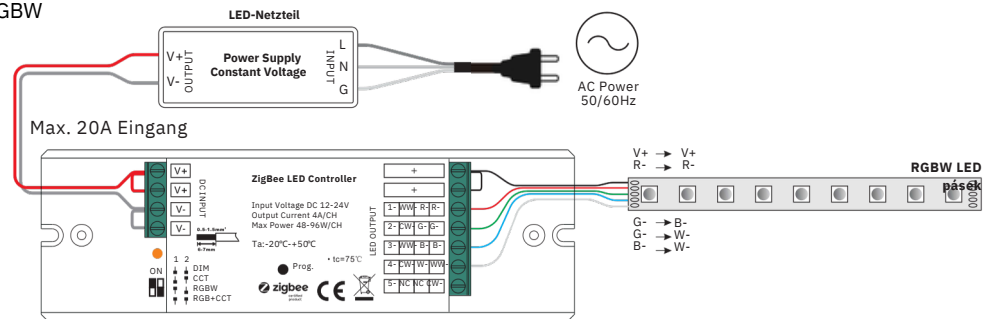 GBW
LED-Netzteil
V+
V-
OUTPUT
Power Supply
Constant Voltage
INPUT
L
N
G
AC Power
50/60Hz
Max. 20A Eingang
V+
V+
V-
V-
DC INPUT
0.5-1.5mm²
6-7mm
ON
1 2
DIM
CCT
RGBW
RGB+CCT
ZigBee LED Controller
Input Voltage DC 12-24V
Output Current 4A/CH
Max Power 48-96W/CH
Ta:-20℃-+50℃
• tc=75℃
Prog.
zigbee
certified product
CE
LED OUTPUT
+
+
1- WW- R- R-
2- CW- G- G-
3- WW- B- B-
4- CW- W- WW-
5- NC NC CW-
V+ → V+
R- → R-
RGBW LED
pásek
G- → B-
G- → W-
B- → W-